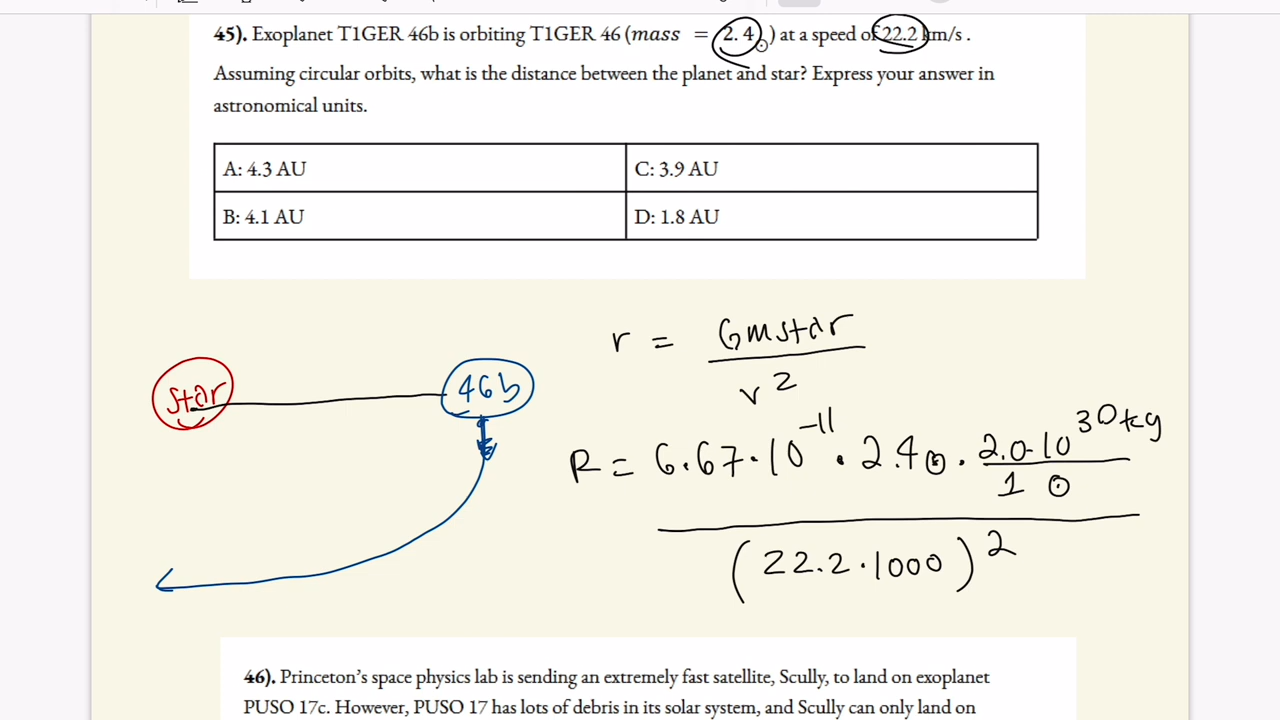 45). Exoplanet T1GER 46b is orbiting T1GER 46 (mass = 2.4⊙) at a speed of 22.2 km/s.
Assuming circular orbits, what is the distance between the planet and star? Express your answer in
astronomical units.
A: 4.3 AU
C: 3.9 AU
B: 4.1 AU
D: 1.8 AU
r = Gmstar / v²
star
46b
R = 6.67·10⁻¹¹ · 2.4⊙ · 2.0·10³⁰kg / 1⊙
(22.2·1000)²
46). Princeton's space physics lab is sending an extremely fast satellite, Scully, to land on exoplanet
PUSO 17c. However, PUSO 17 has lots of debris in its solar system, and Scully can only land on